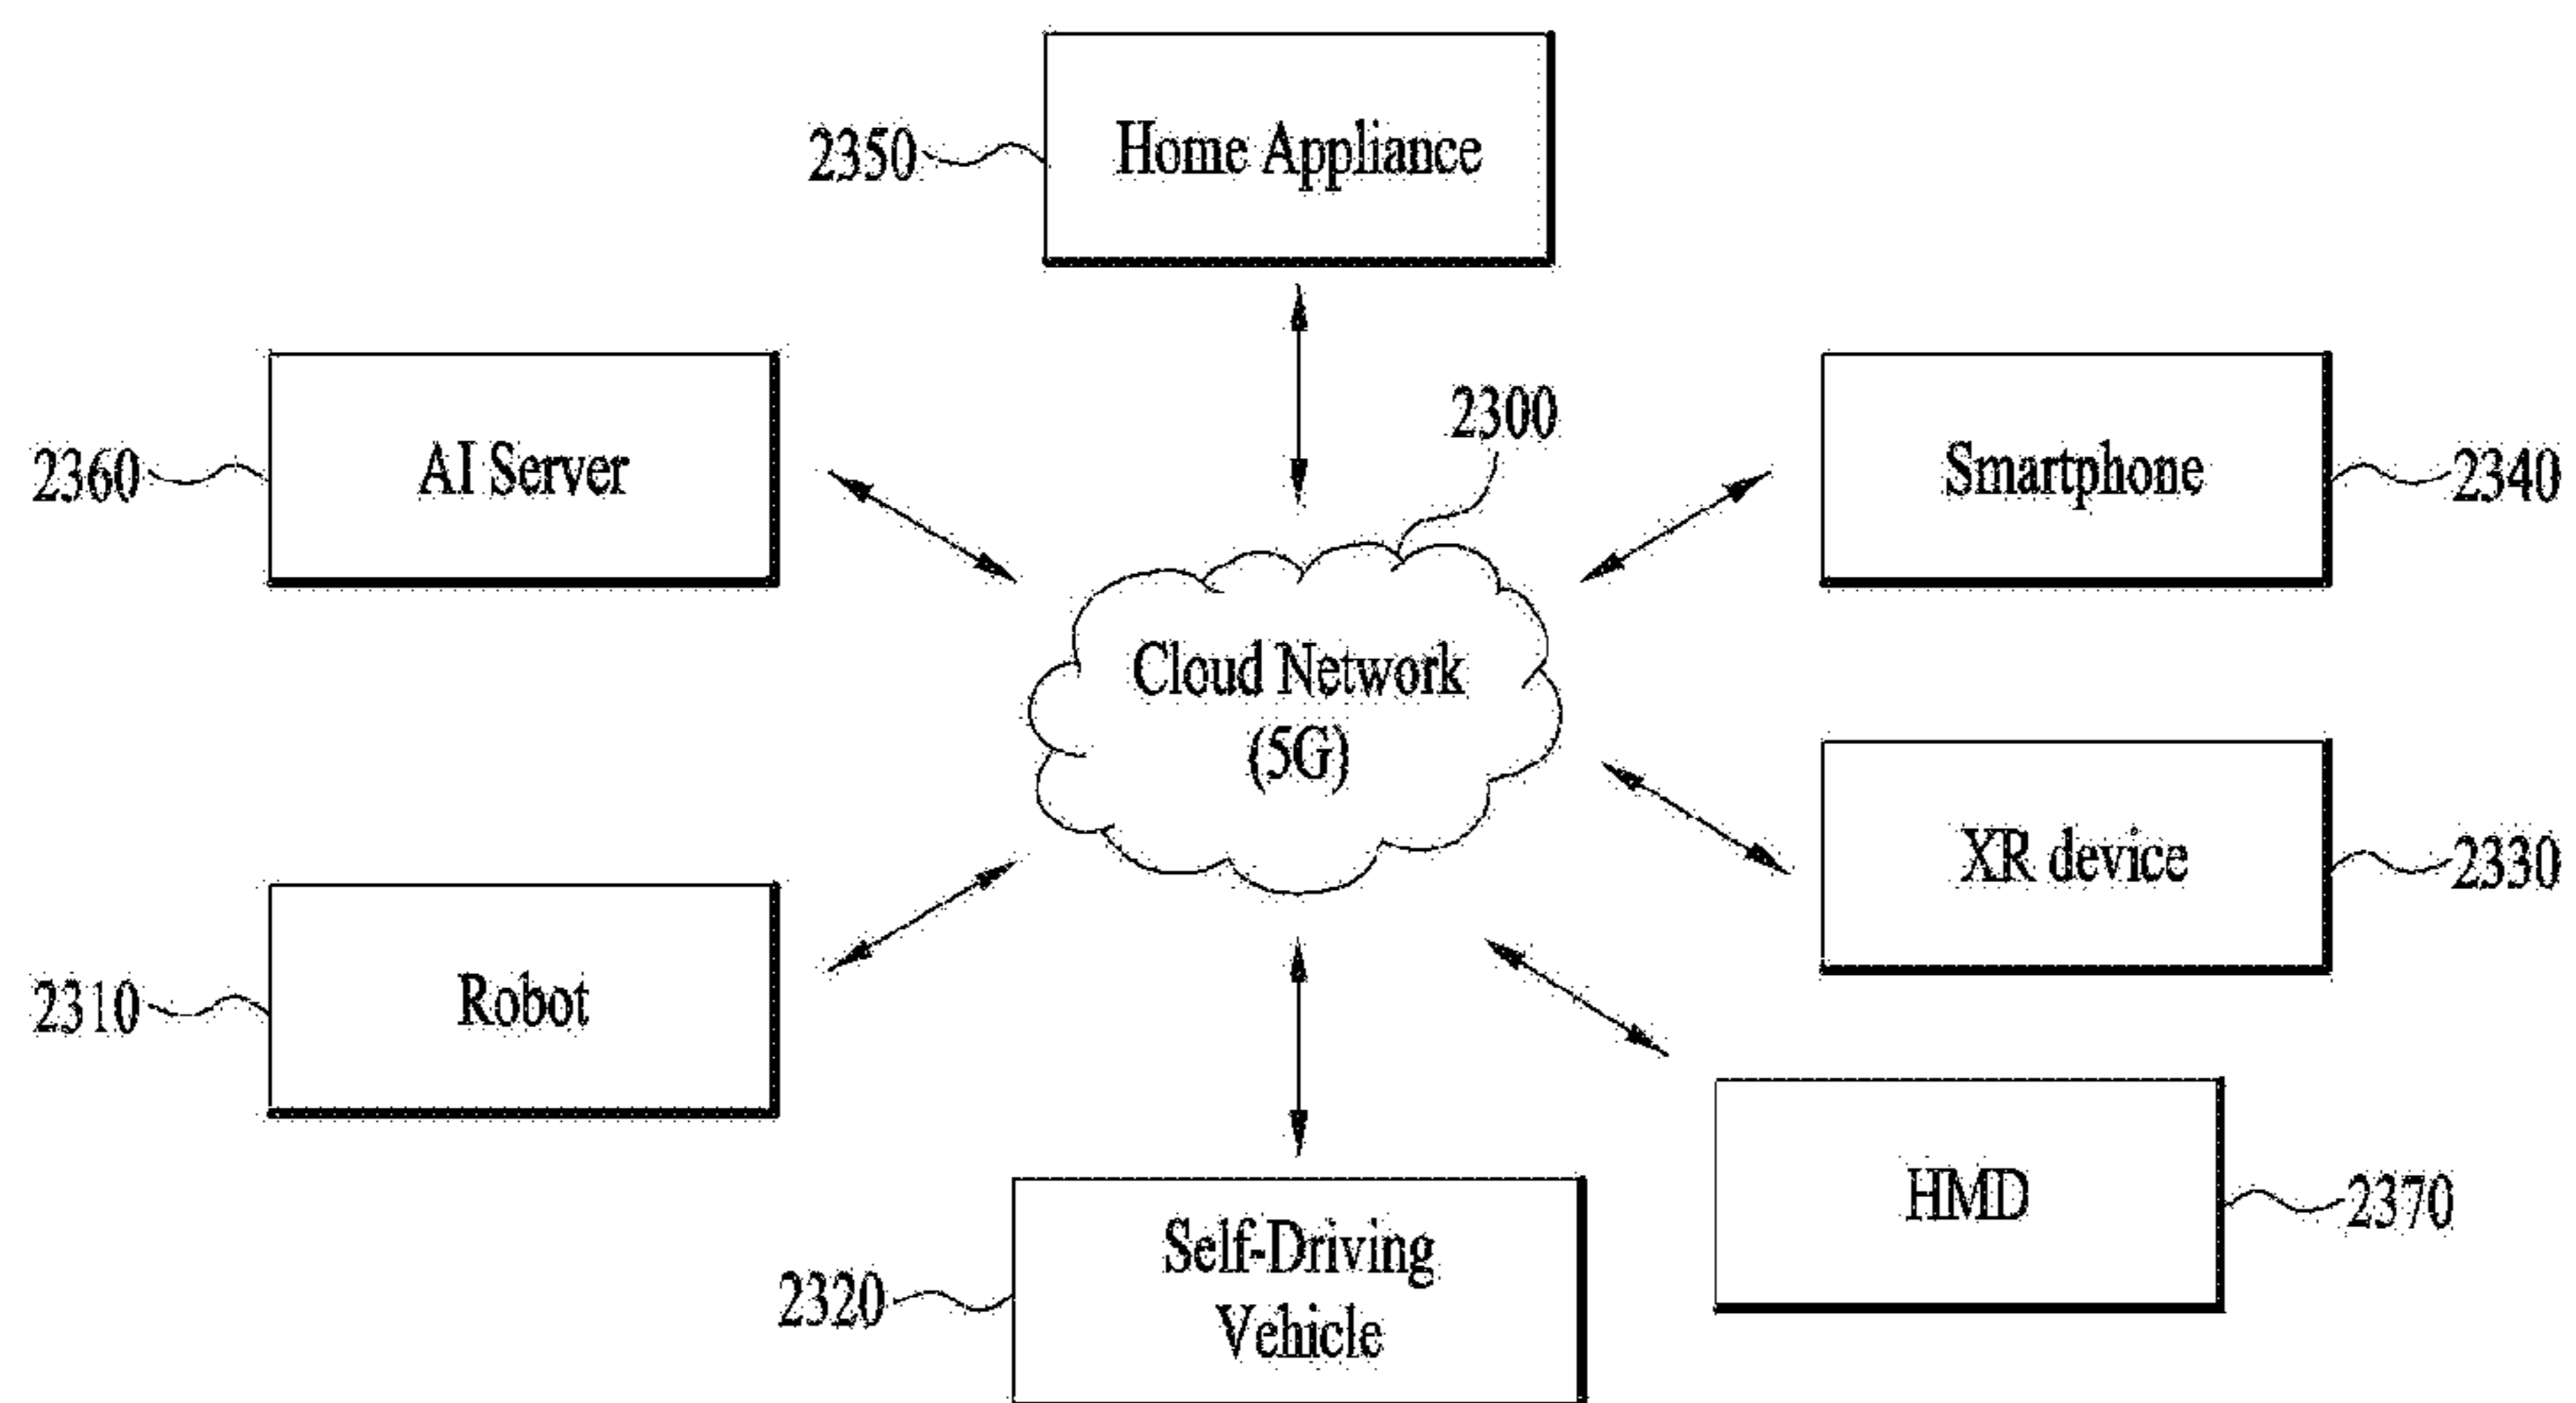 2350
Home Appliance
2300
2360
AI Server
Smartphone
2340
Cloud Network
(5G)
XR device
2330
2310
Robot
HMD
2370
2320
Self-Driving
Vehicle